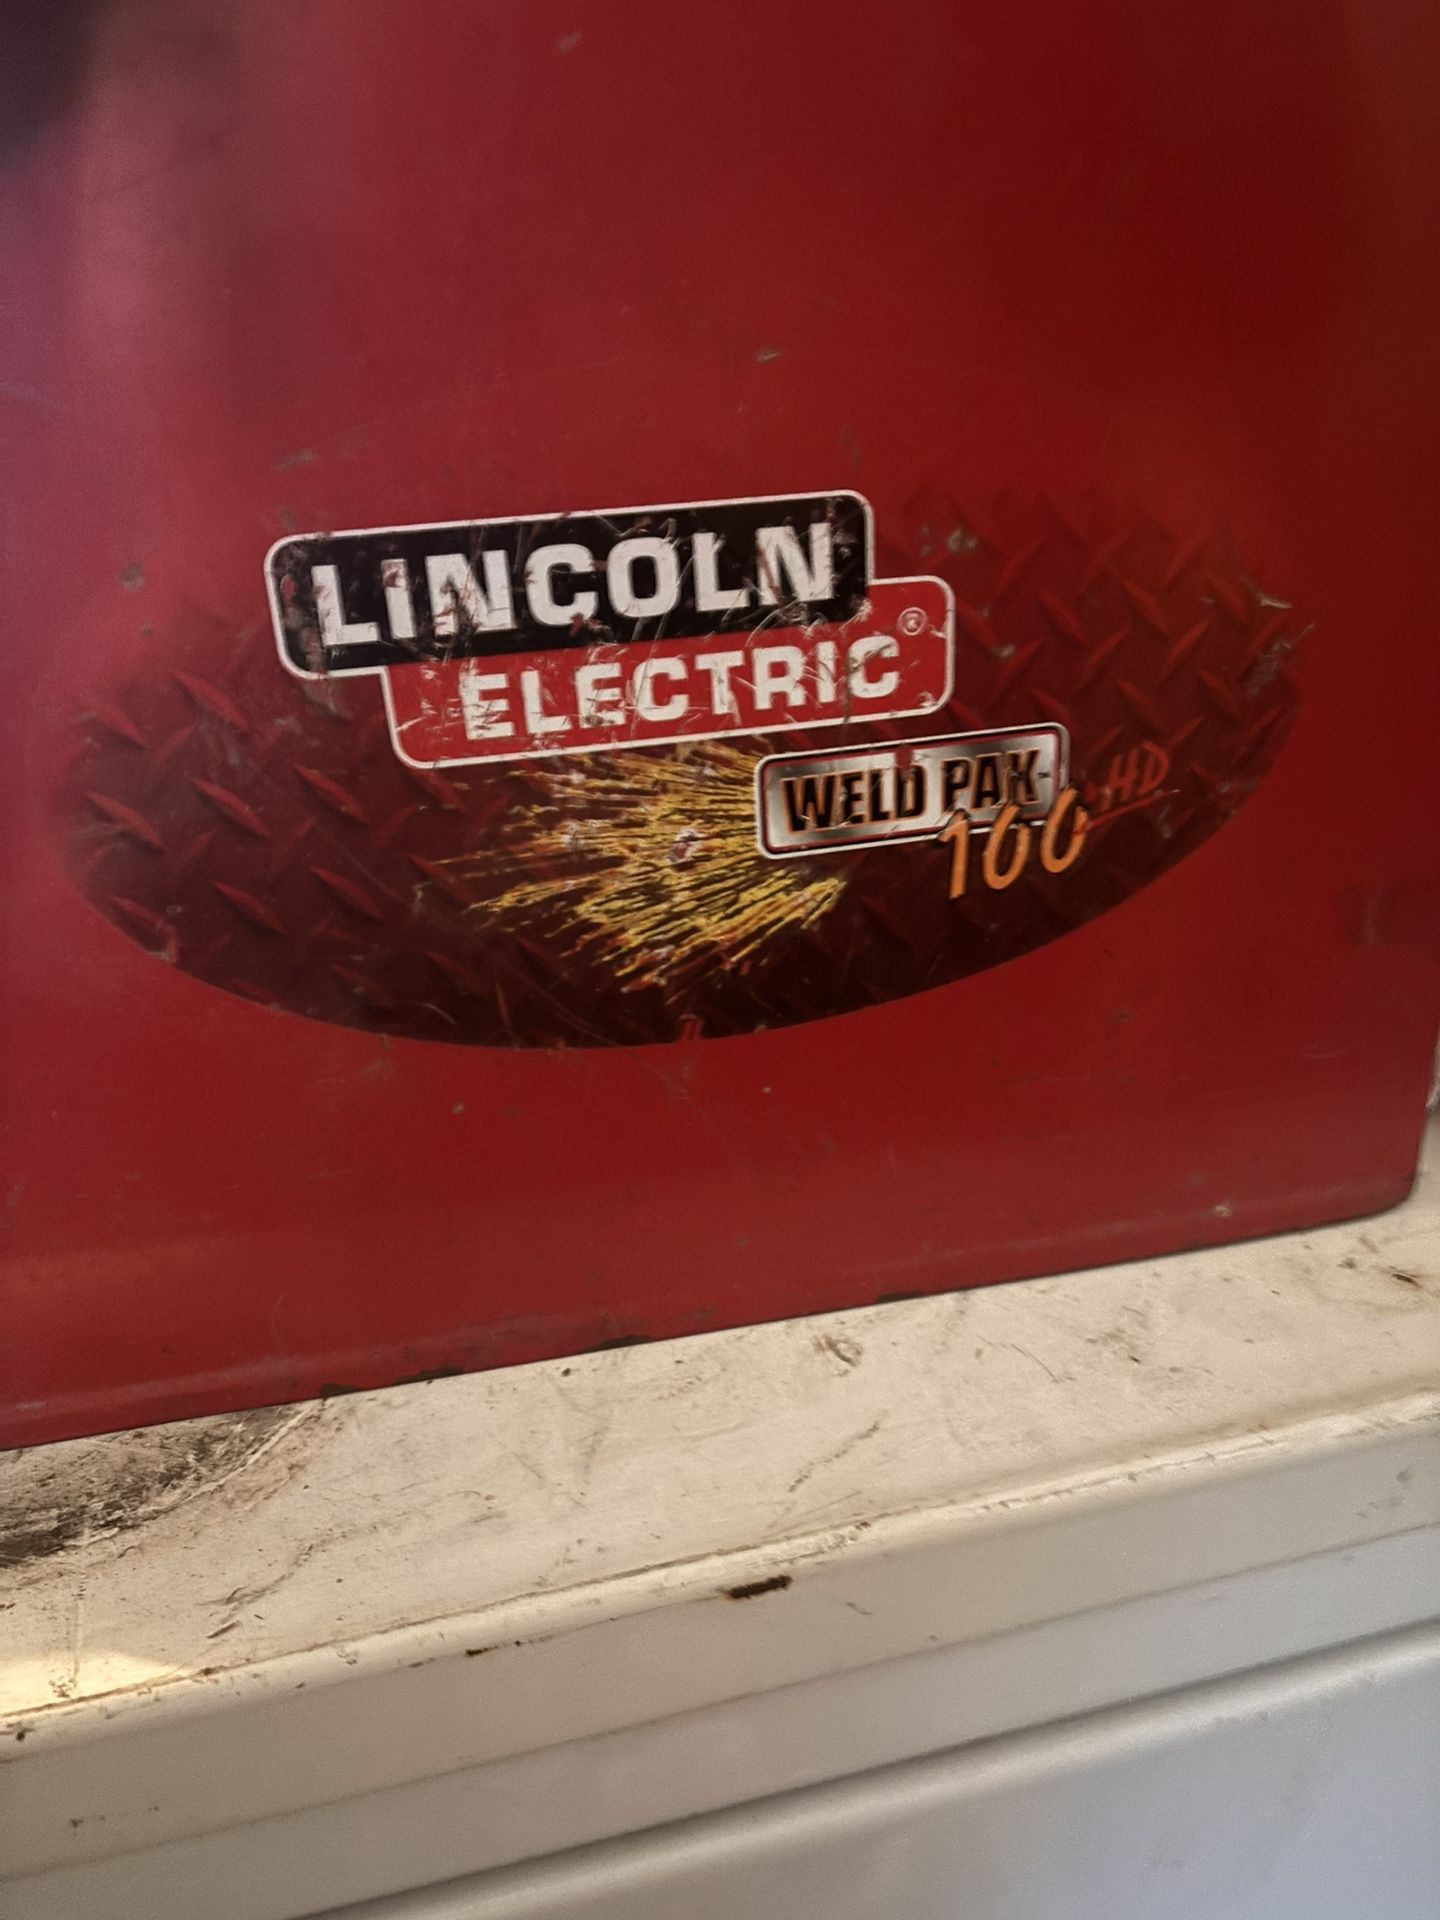 LINCOLN
ELECTRIC®
WELD PAK
100 HD